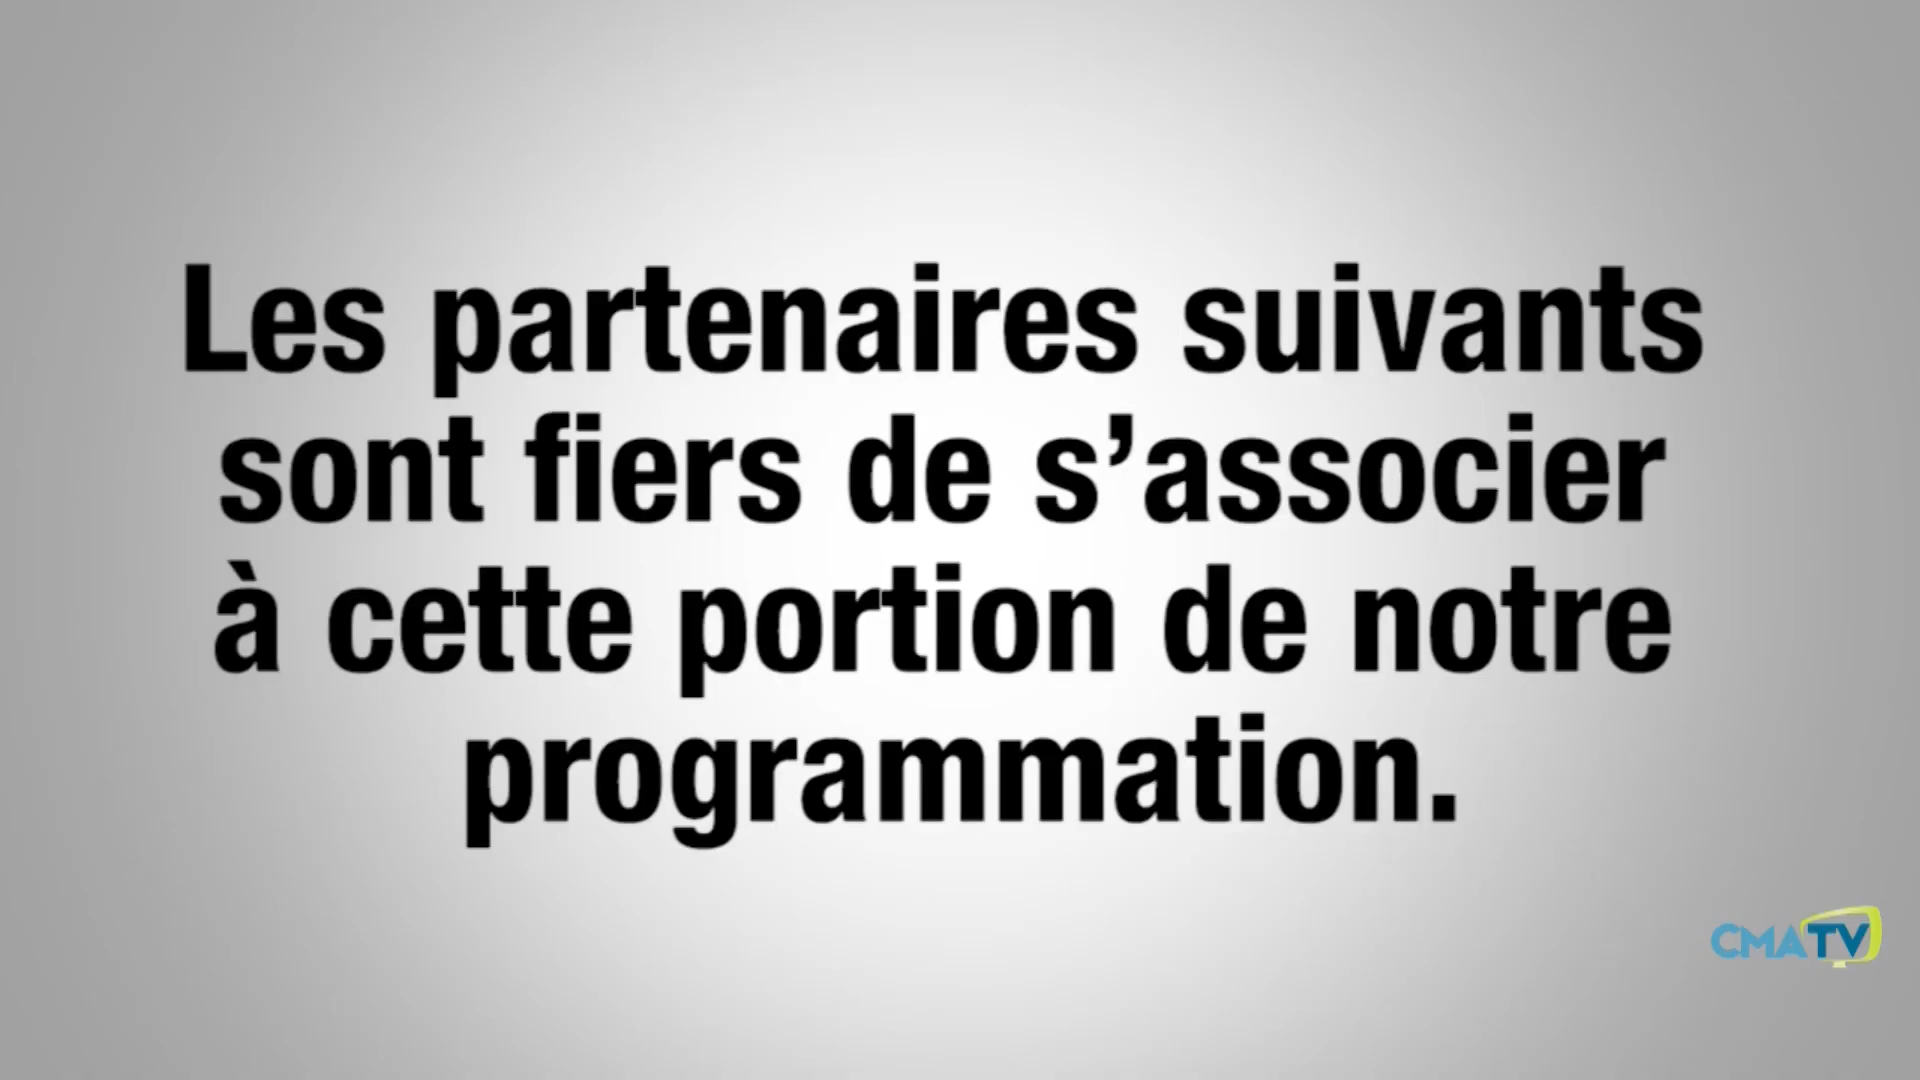 Les partenaires suivants
sont fiers de s’associer
à cette portion de notre
programmation.
CMATV